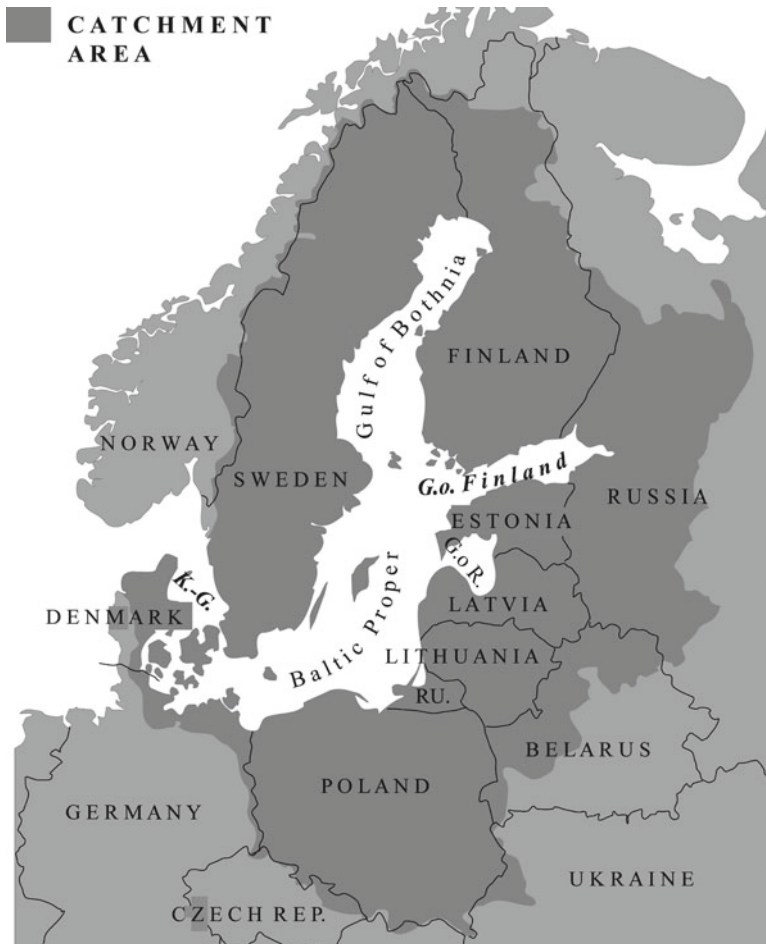 CATCHMENT
AREA
Gulf of Bothnia
FINLAND
NORWAY
SWEDEN
G.o. Finland
RUSSIA
ESTONIA
G.o R.
K.-G.
LATVIA
DENMARK
Baltic Proper
LITHUANIA
RU.
BELARUS
POLAND
GERMANY
UKRAINE
CZECH REP.